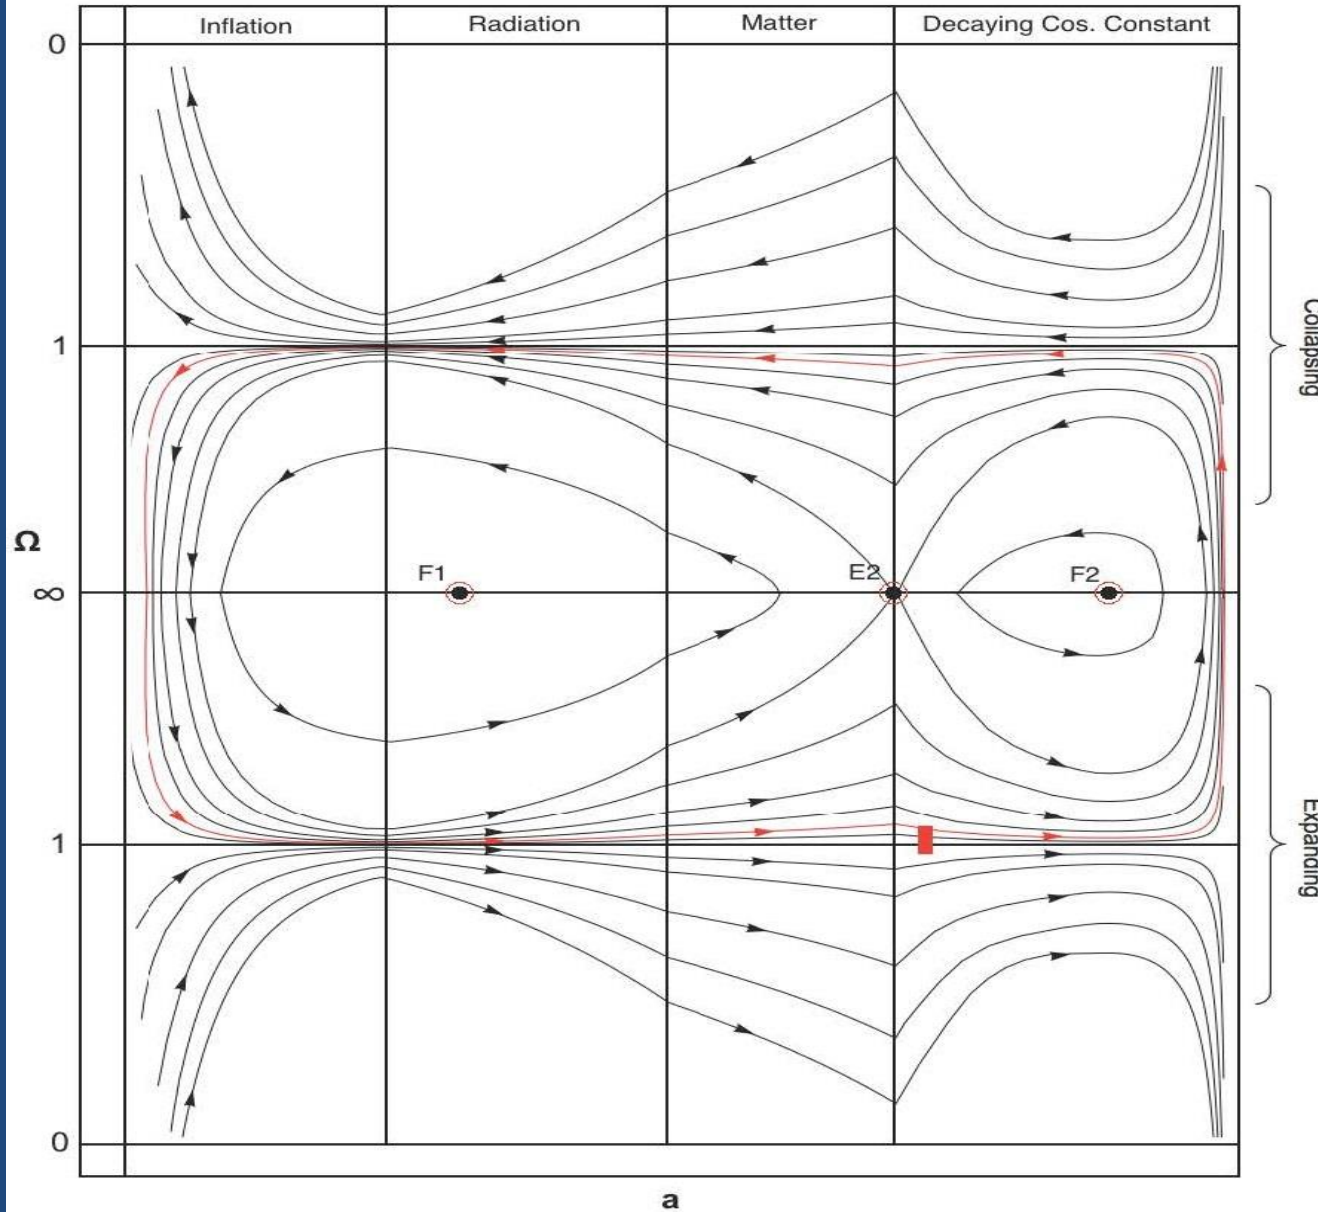 Inflation
Radiation
Matter
Decaying Cos. Constant
0
1
Collapsing
Ω
F1
E2
F2
∞
1
Expanding
0
a